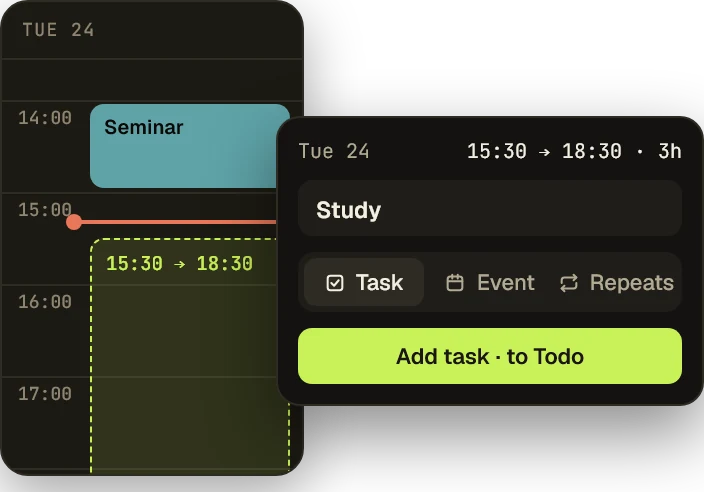 TUE 24
14:00
Seminar
15:00
15:30 → 18:30
16:00
17:00
Tue 24
15:30 → 18:30 · 3h
Study
Task
Event
Repeats
Add task · to Todo